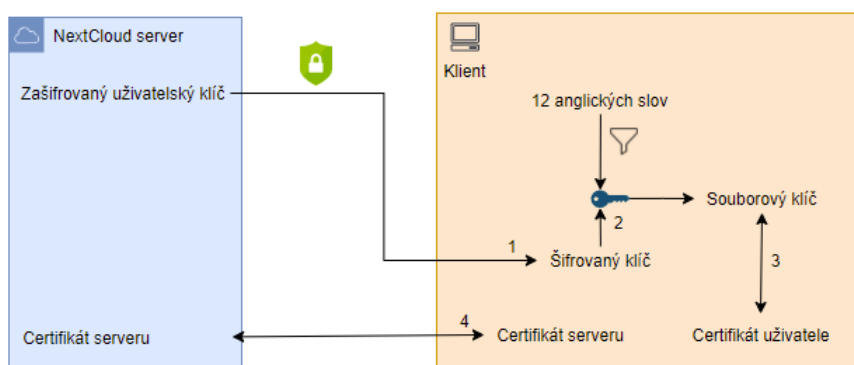 NextCloud server
Zašifrovaný uživatelský klíč
Klient
12 anglických slov
Souborový klíč
2
1
Šifrovaný klíč
3
4
Certifikát serveru
Certifikát serveru
Certifikát uživatele